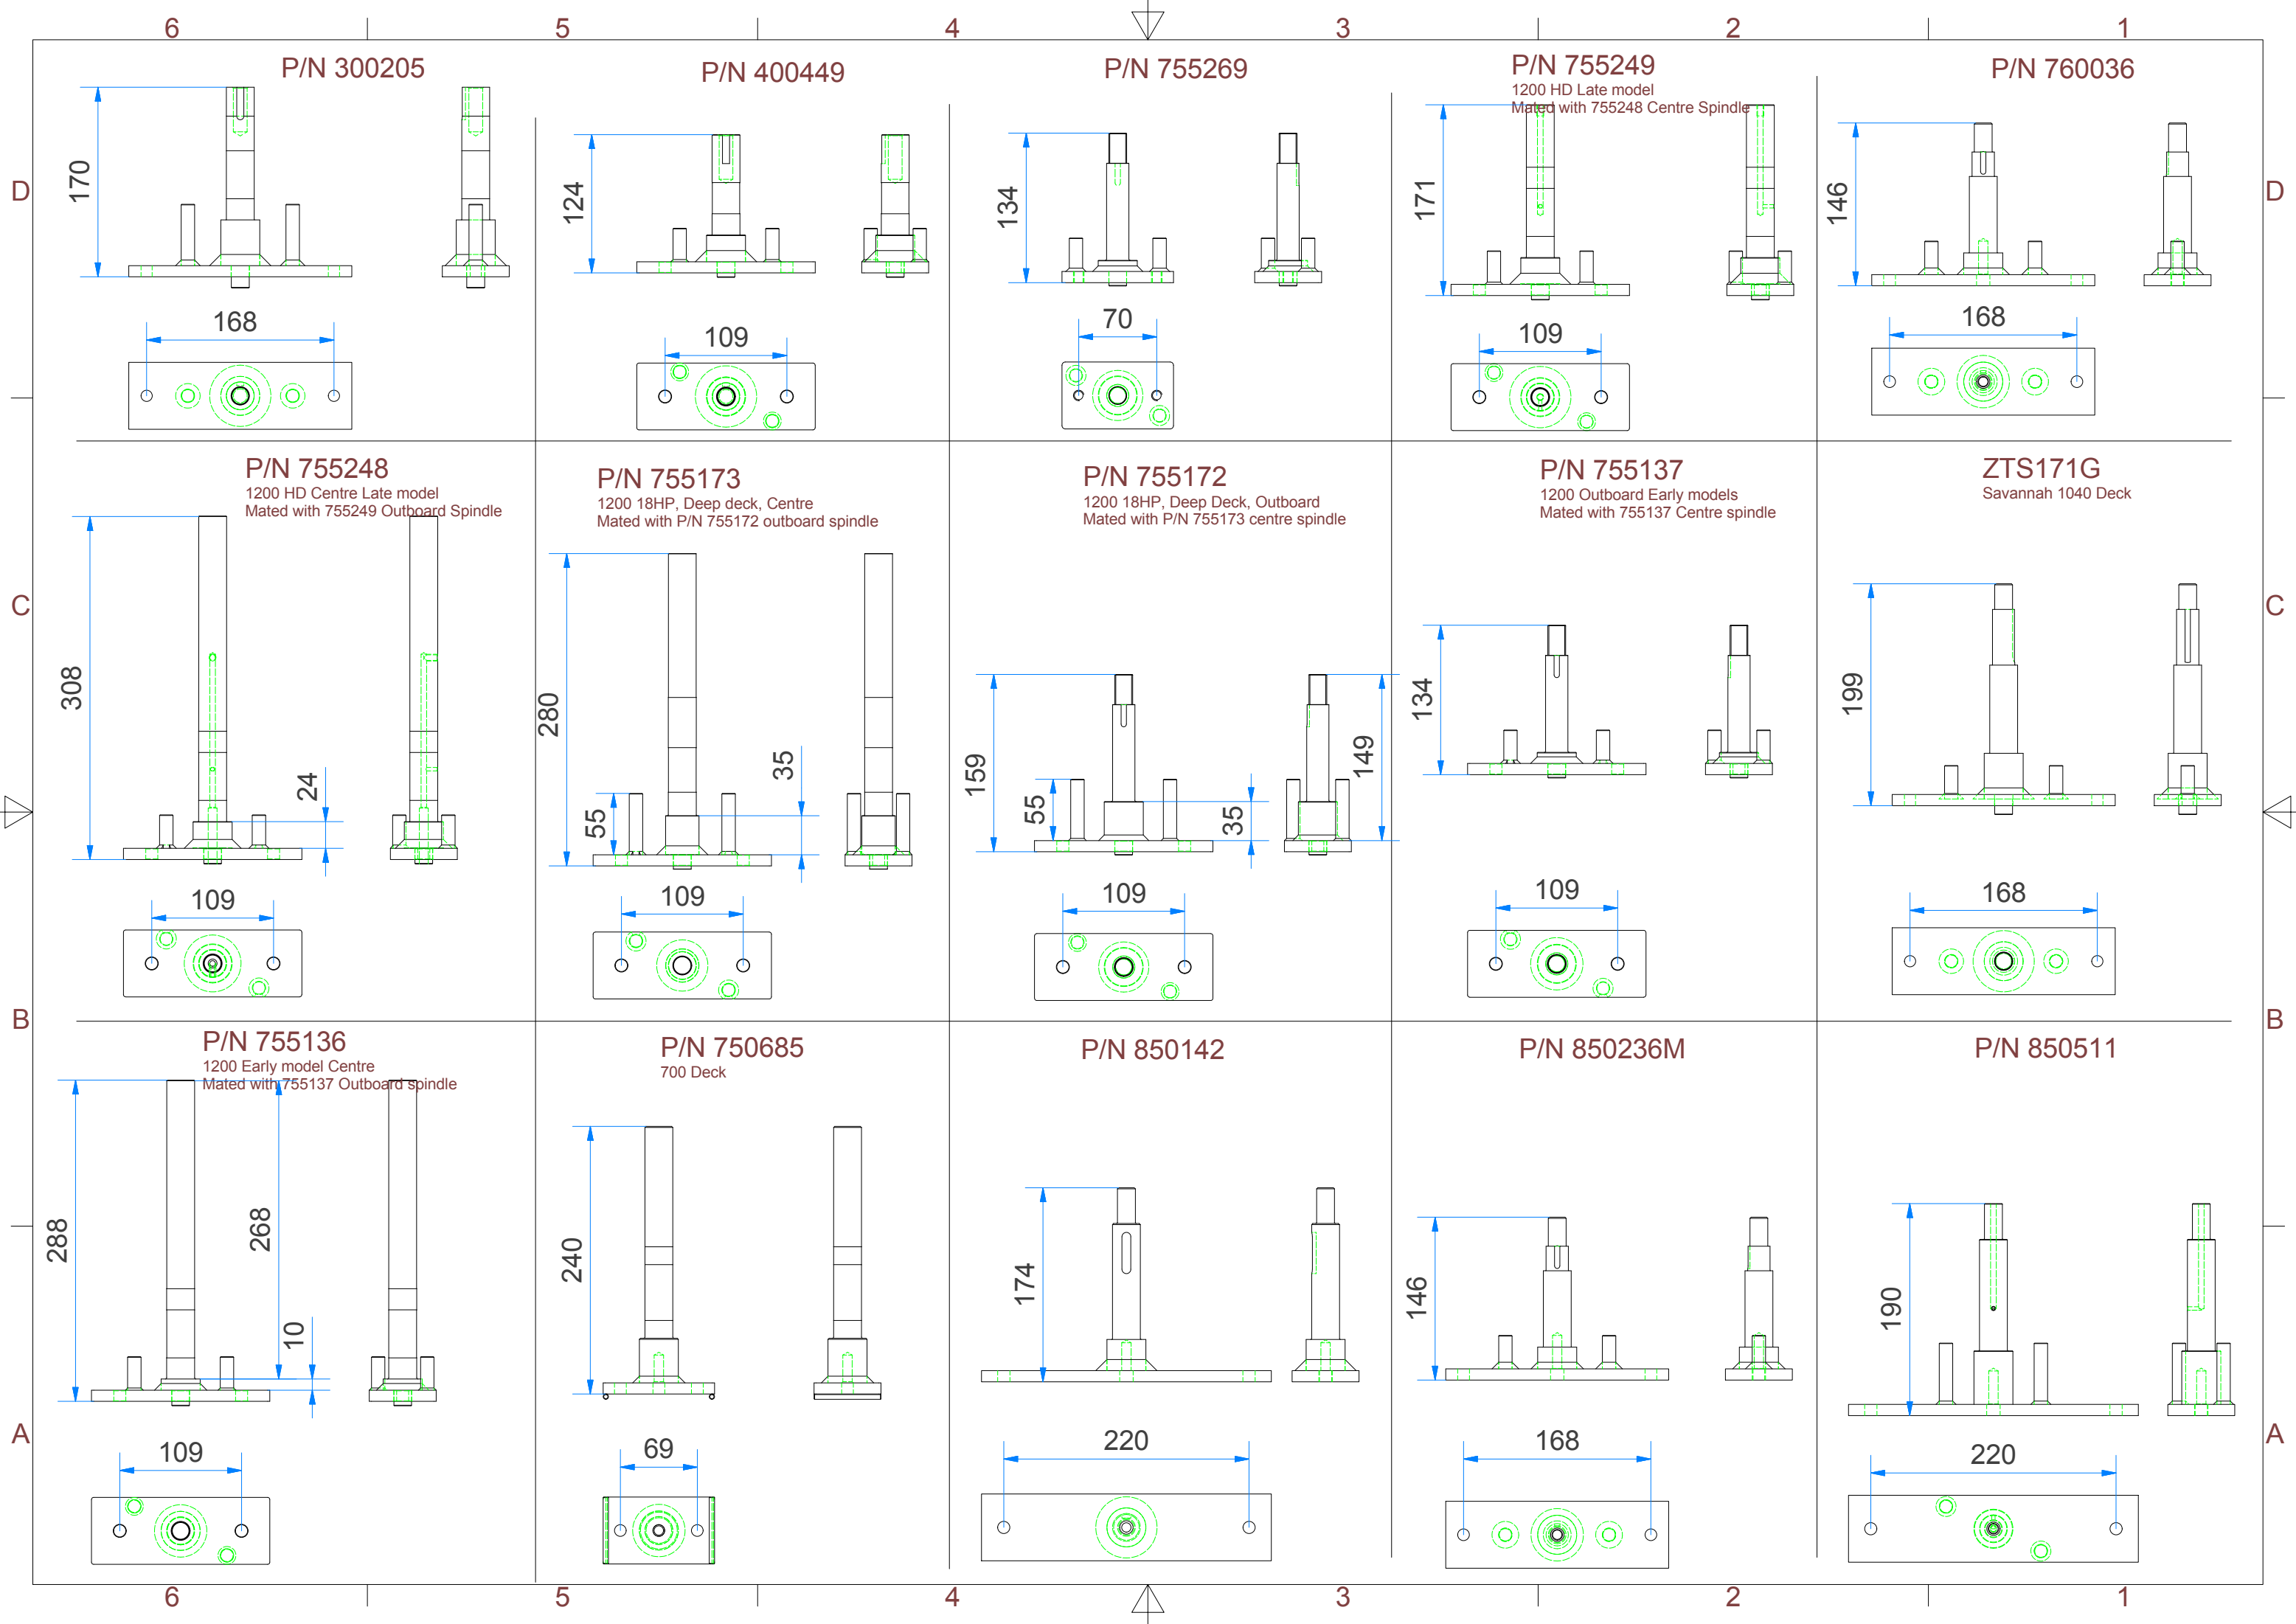 6 5 4 3 2 1
P/N 300205
170
168
P/N 400449
124
109
P/N 755269
134
70
P/N 755249
1200 HD Late model
Mated with 755248 Centre Spindle
171
109
P/N 760036
146
168
D D
P/N 755248
1200 HD Centre Late model
Mated with 755249 Outboard Spindle
308
24
109
P/N 755173
1200 18HP, Deep deck, Centre
Mated with P/N 755172 outboard spindle
280
55
35
109
P/N 755172
1200 18HP, Deep Deck, Outboard
Mated with P/N 755173 centre spindle
159
55
35
149
109
P/N 755137
1200 Outboard Early models
Mated with 755137 Centre spindle
134
109
ZTS171G
Savannah 1040 Deck
199
168
C C
B B
P/N 755136
1200 Early model Centre
Mated with 755137 Outboard spindle
288
268
10
109
P/N 750685
700 Deck
240
69
P/N 850142
174
220
P/N 850236M
146
168
P/N 850511
190
220
A A
6 5 4 3 2 1